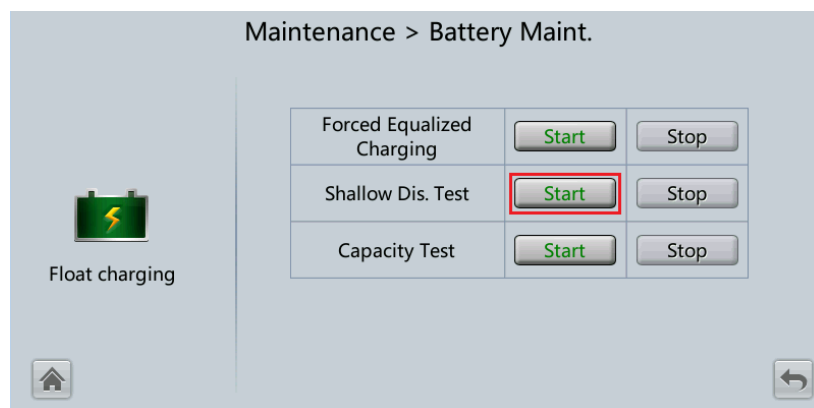 Maintenance > Battery Maint.
Forced Equalized
Charging
Start
Stop
Shallow Dis. Test
Start
Stop
Capacity Test
Start
Stop
Float charging